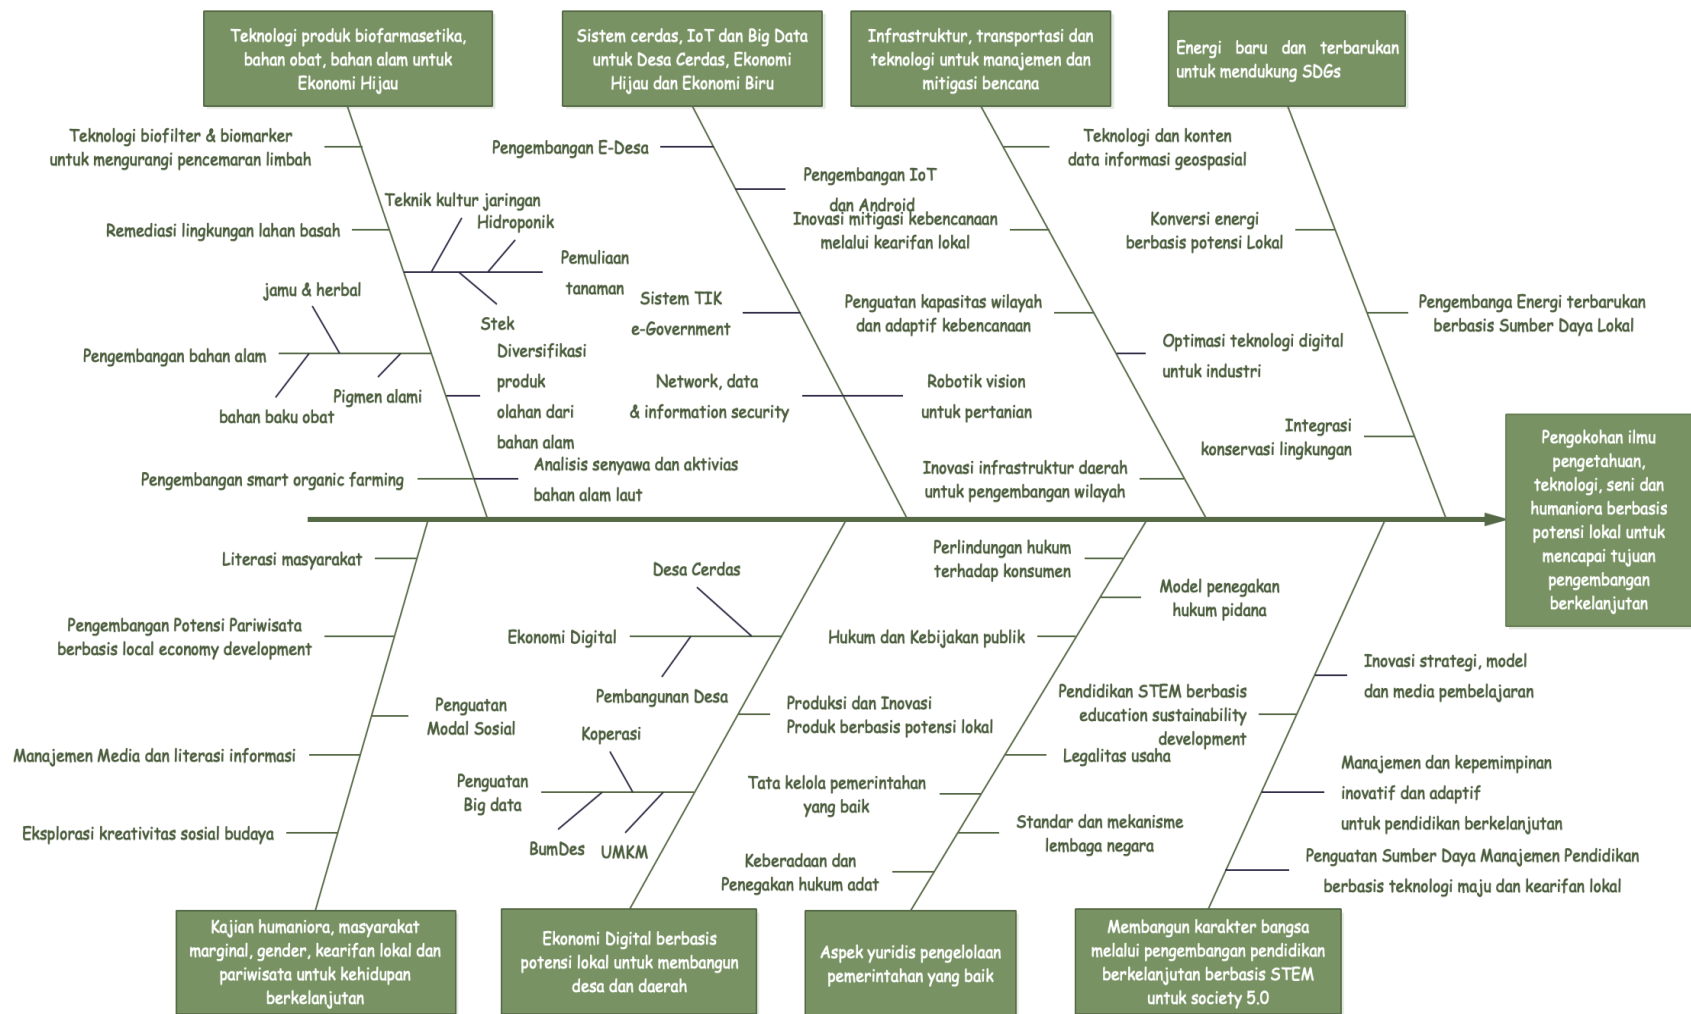 Teknologi produk biofarmasetika,
bahan obat, bahan alam untuk
Ekonomi Hijau
Sistem cerdas, IoT dan Big Data
untuk Desa Cerdas, Ekonomi
Hijau dan Ekonomi Biru
Infrastruktur, transportasi dan
teknologi untuk manajemen dan
mitigasi bencana
Energi baru dan terbarukan
untuk mendukung SDGs
Teknologi biofilter & biomarker
untuk mengurangi pencemaran limbah
Remediasi lingkungan lahan basah
Teknik kultur jaringan
Hidroponik
Pemuliaan
tanaman
Stek
jamu & herbal
Pengembangan bahan alam
bahan baku obat
Pigmen alami
Diversifikasi
produk
olahan dari
bahan alam
Pengembangan smart organic farming
Analisis senyawa dan aktivias
bahan alam laut
Pengembangan E-Desa
Pengembangan IoT
dan Android
Sistem TIK
e-Government
Network, data
& information security
Robotik vision
untuk pertanian
Teknologi dan konten
data informasi geospasial
Inovasi mitigasi kebencanaan
melalui kearifan lokal
Penguatan kapasitas wilayah
dan adaptif kebencanaan
Optimasi teknologi digital
untuk industri
Inovasi infrastruktur daerah
untuk pengembangan wilayah
Konversi energi
berbasis potensi Lokal
Pengembanga Energi terbarukan
berbasis Sumber Daya Lokal
Integrasi
konservasi lingkungan
Pengokohan ilmu
pengetahuan,
teknologi, seni dan
humaniora berbasis
potensi lokal untuk
mencapai tujuan
pengembangan
berkelanjutan
Literasi masyarakat
Pengembangan Potensi Pariwisata
berbasis local economy development
Penguatan
Modal Sosial
Manajemen Media dan literasi informasi
Eksplorasi kreativitas sosial budaya
Desa Cerdas
Ekonomi Digital
Pembangunan Desa
Produksi dan Inovasi
Produk berbasis potensi lokal
Koperasi
Penguatan
Big data
BumDes
UMKM
Perlindungan hukum
terhadap konsumen
Model penegakan
hukum pidana
Hukum dan Kebijakan publik
Legalitas usaha
Tata kelola pemerintahan
yang baik
Standar dan mekanisme
lembaga negara
Keberadaan dan
Penegakan hukum adat
Inovasi strategi, model
dan media pembelajaran
Pendidikan STEM berbasis
education sustainability
development
Manajemen dan kepemimpinan
inovatif dan adaptif
untuk pendidikan berkelanjutan
Penguatan Sumber Daya Manajemen Pendidikan
berbasis teknologi maju dan kearifan lokal
Kajian humaniora, masyarakat
marginal, gender, kearifan lokal dan
pariwisata untuk kehidupan
berkelanjutan
Ekonomi Digital berbasis
potensi lokal untuk membangun
desa dan daerah
Aspek yuridis pengelolaan
pemerintahan yang baik
Membangun karakter bangsa
melalui pengembangan pendidikan
berkelanjutan berbasis STEM
untuk society 5.0